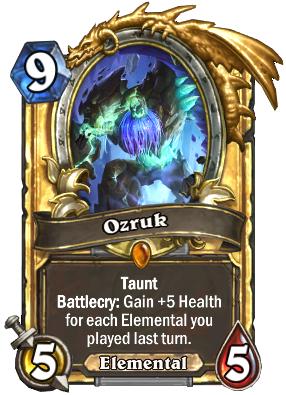 9
Ozruk
Taunt
Battlecry: Gain +5 Health
for each Elemental you
played last turn.
5 Elemental 5